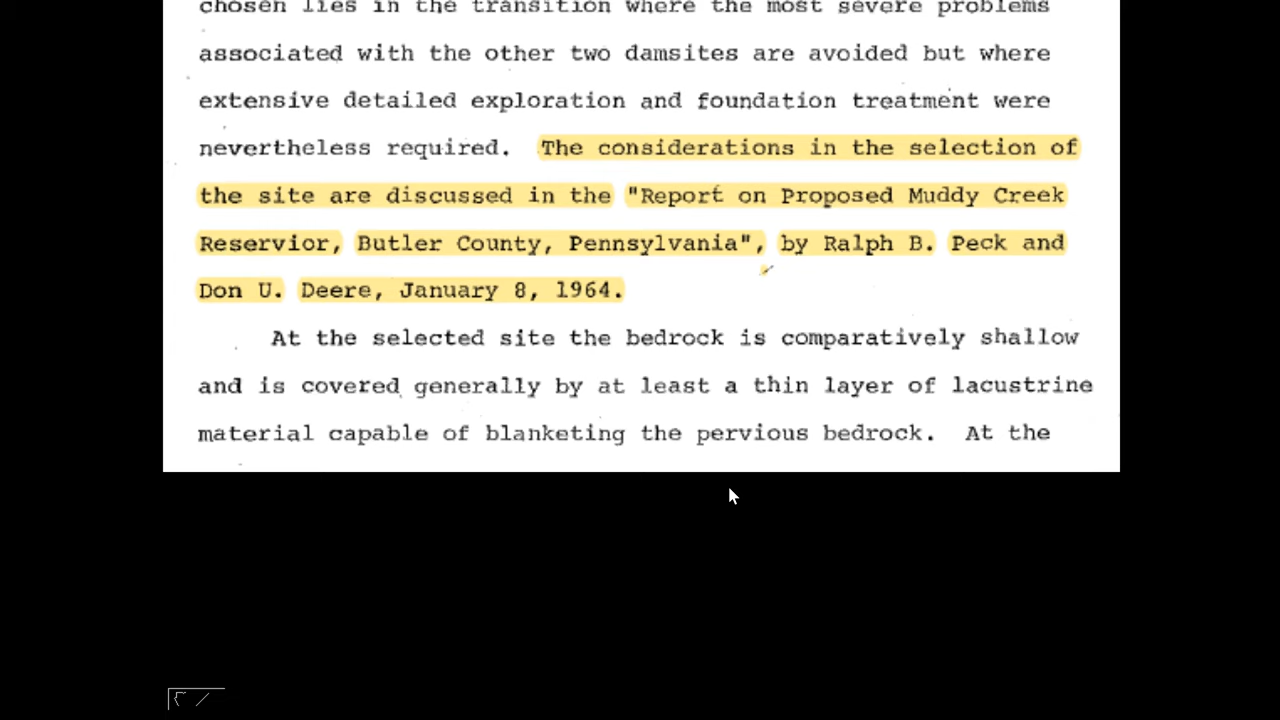 chosen lies in the transition where the most severe problems
associated with the other two damsites are avoided but where
extensive detailed exploration and foundation treatment were
nevertheless required. The considerations in the selection of
the site are discussed in the "Report on Proposed Muddy Creek
Reservior, Butler County, Pennsylvania", by Ralph B. Peck and
Don U. Deere, January 8, 1964.
At the selected site the bedrock is comparatively shallow
and is covered generally by at least a thin layer of lacustrine
material capable of blanketing the pervious bedrock. At the